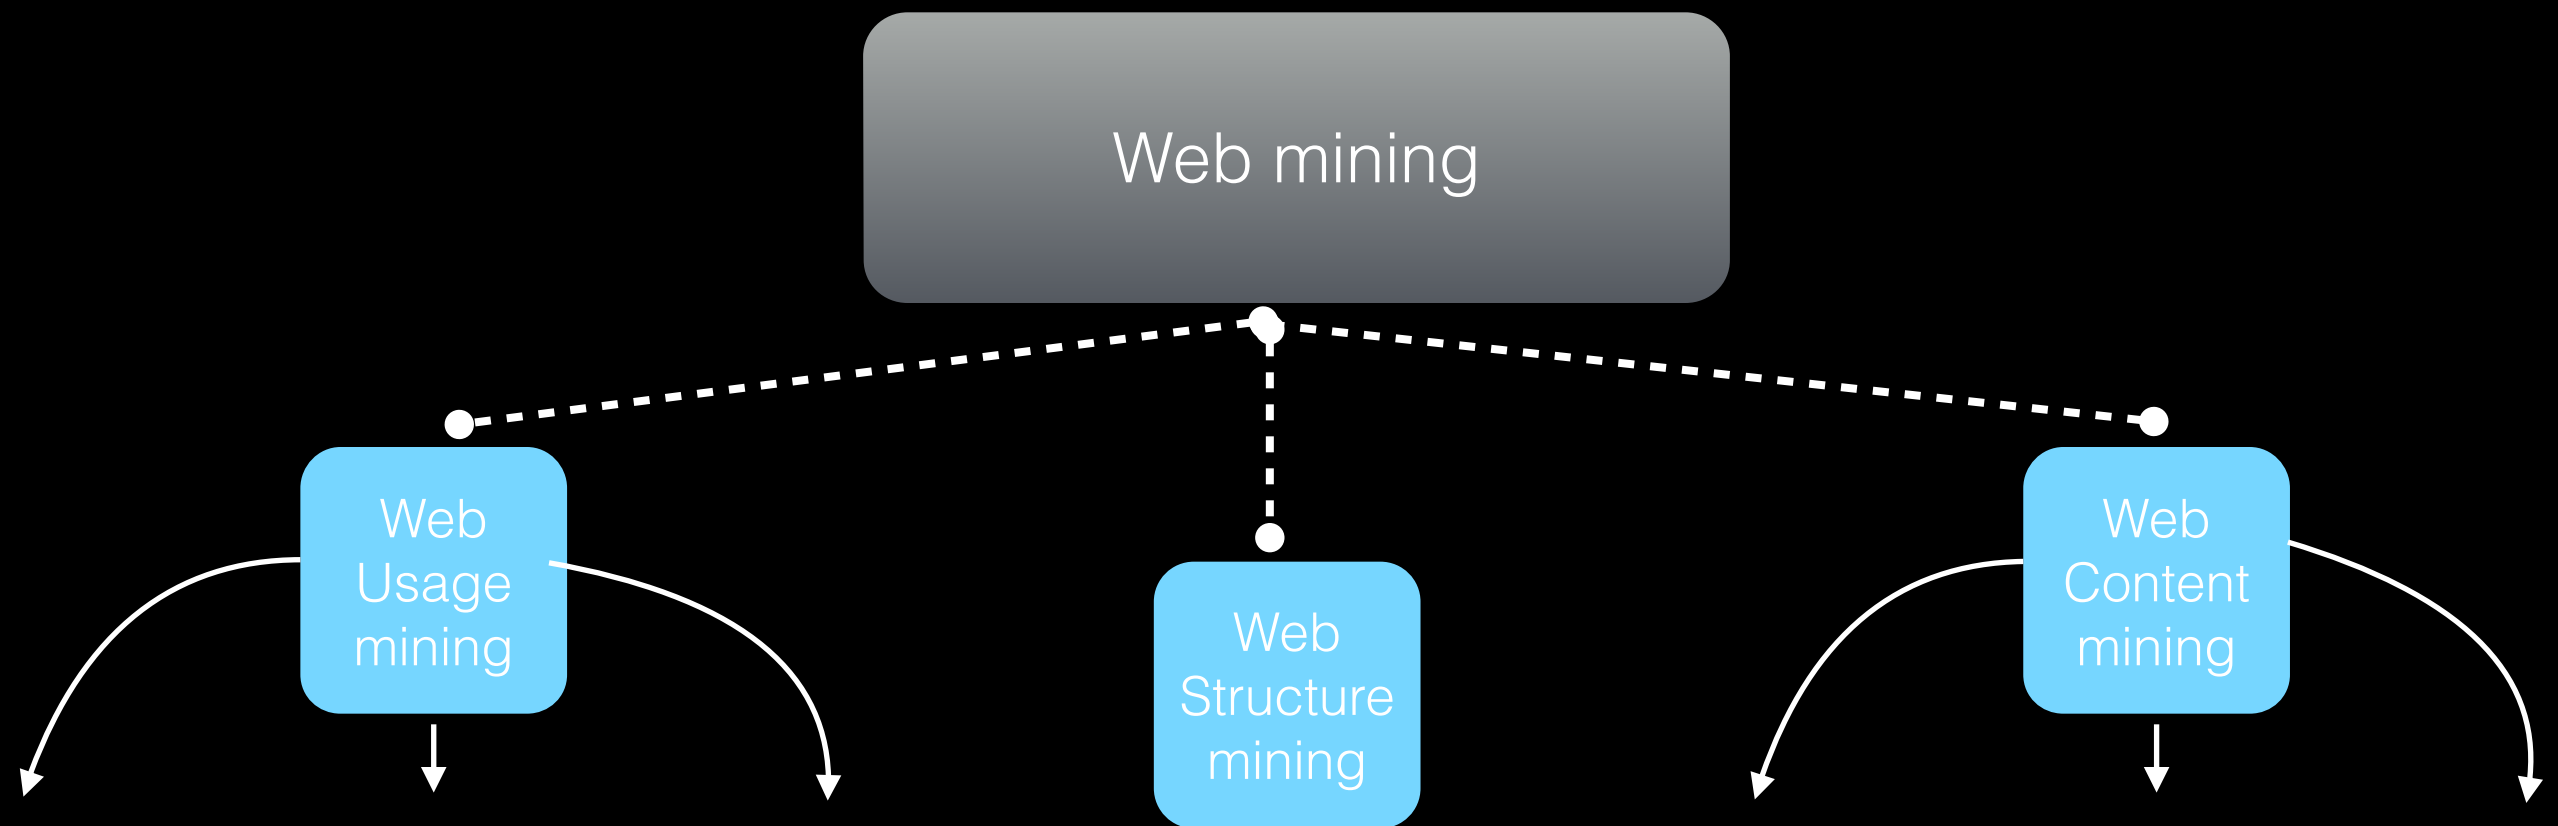 Web mining
Web
Usage
mining
Web
Structure
mining
Web
Content
mining